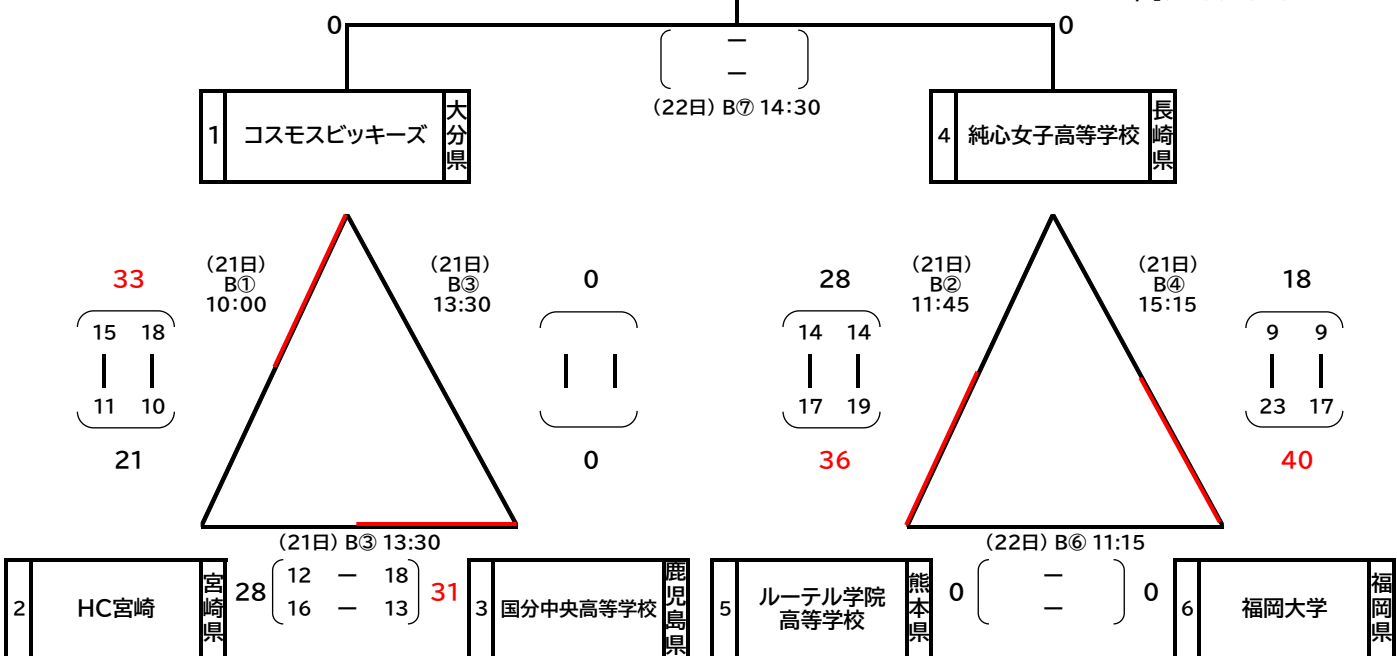 0
0
ー
ー
(22日) B⑦ 14:30
1
コスモスビッキーズ
大分県
4
純心女子高等学校
長崎県
33
15 18
11 10
21
(21日)
B①
10:00
(21日)
B③
13:30
0
0
28
14 14
17 19
36
(21日)
B②
11:45
(21日)
B④
15:15
18
9 9
23 17
40
(21日) B③ 13:30
(22日) B⑥ 11:15
2
HC宮崎
宮崎県
28
12 ー 18
16 ー 13
31
3
国分中央高等学校
鹿児島県
5
ルーテル学院
高等学校
熊本県
0
ー
ー
0
6
福岡大学
福岡県